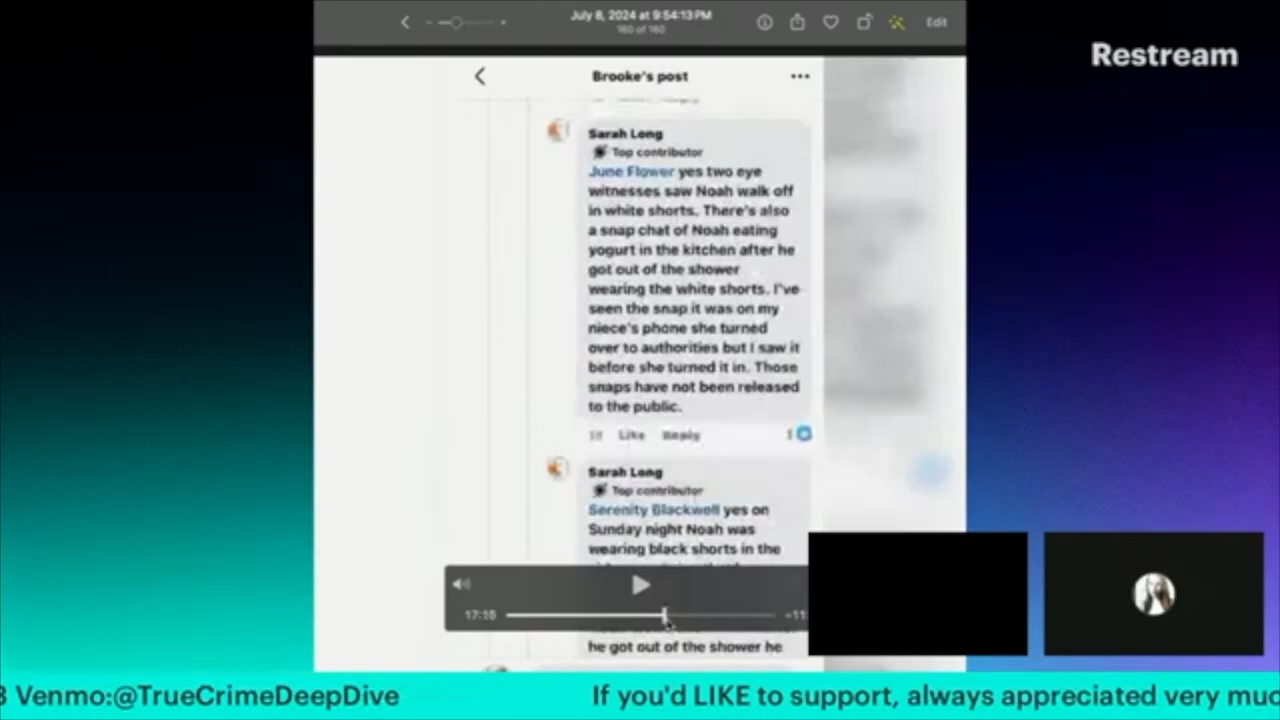 July 8, 2024 at 9:54:13 PM
160 of 160
Edit
Restream
Brooke's post
Sarah Long
Top contributor
June Flower yes two eye
witnesses saw Noah walk off
in white shorts. There's also
a snap chat of Noah eating
yogurt in the kitchen after he
got out of the shower
wearing the white shorts. I've
seen the snap it was on my
niece's phone she turned
over to authorities but I saw it
before she turned it in. Those
snaps have not been released
to the public.
Like Reply 1
Sarah Long
Top contributor
Serenity Blackwell yes on
Sunday night Noah was
wearing black shorts in the
17:15 -11
he got out of the shower he
3 Venmo:@TrueCrimeDeepDive If you'd LIKE to support, always appreciated very muc